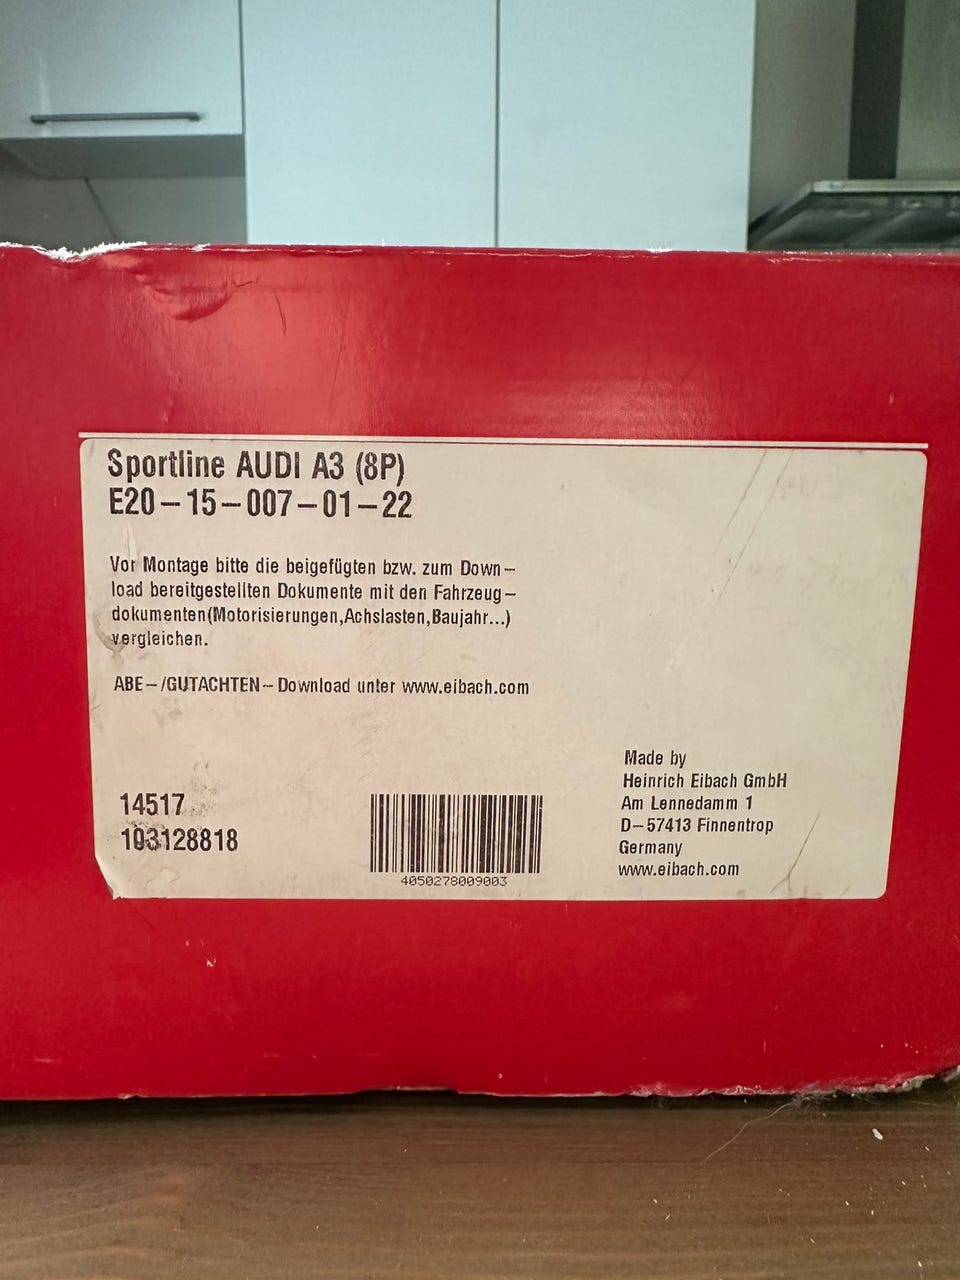 Sportline AUDI A3 (8P)
E20-15-007-01-22
Vor Montage bitte die beigefügten bzw. zum Down-
load bereitgestellten Dokumente mit den Fahrzeug-
dokumenten(Motorisierungen,Achslasten,Baujahr...)
vergleichen.
ABE-/GUTACHTEN-Download unter www.eibach.com
14517
193128818
4050278009003
Made by
Heinrich Eibach GmbH
Am Lennedamm 1
D-57413 Finnentrop
Germany
www.eibach.com